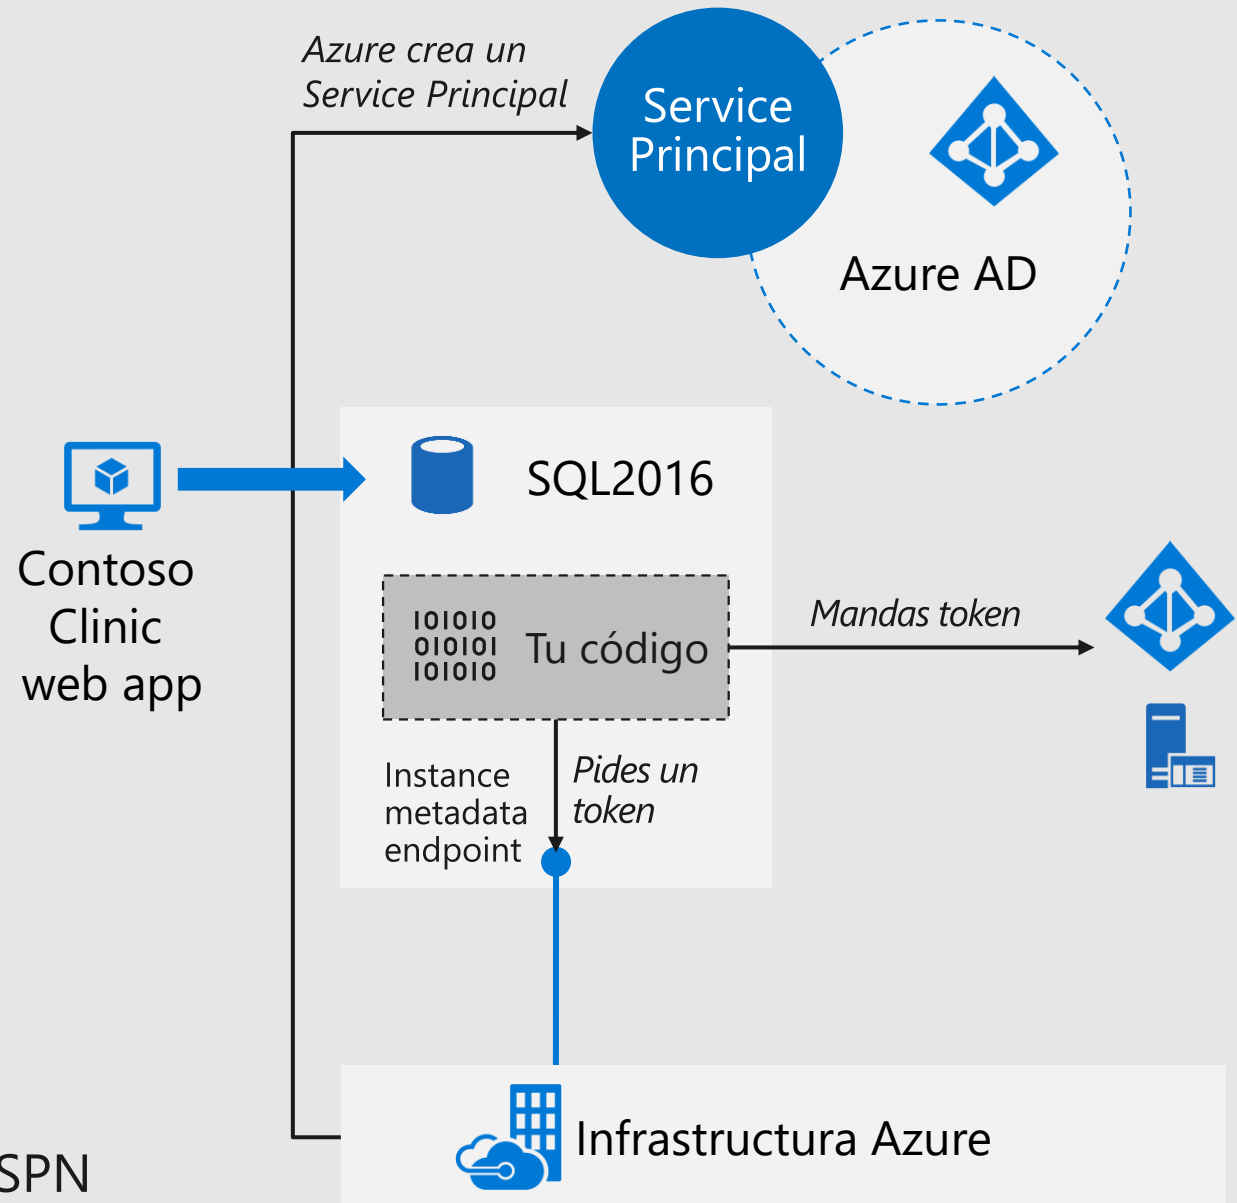 Azure crea un
Service Principal
Service
Principal
Azure AD
SQL2016
Contoso
Clinic
web app
101010
010101
101010
Tu código
Mandas token
Instance
metadata
endpoint
Pides un
token
Infrastructura Azure
SPN